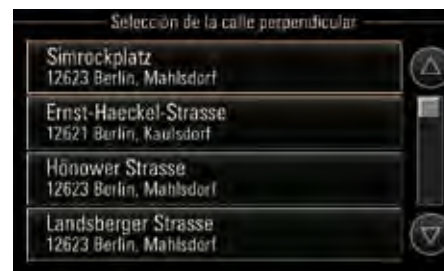 Selección de la calle perpendicular
Simrockplatz
12623 Berlin, Mahlsdorf
Ernst-Haeckel-Strasse
12621 Berlin, Kaulsdorf
Hönower Strasse
12623 Berlin, Mahlsdorf
Landsberger Strasse
12623 Berlin, Mahlsdorf